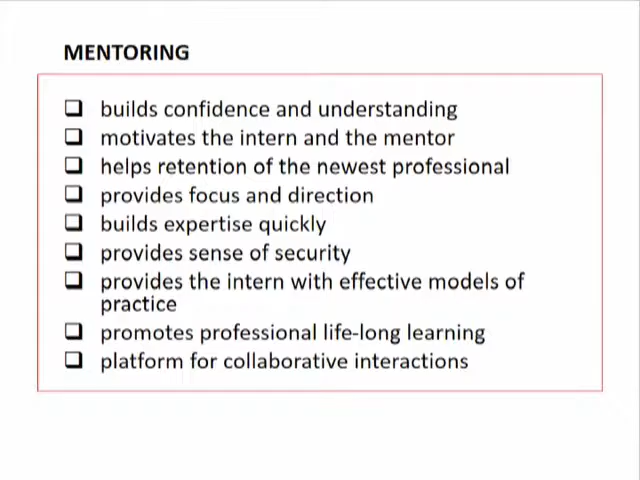 MENTORING
builds confidence and understanding
motivates the intern and the mentor
helps retention of the newest professional
provides focus and direction
builds expertise quickly
provides sense of security
provides the intern with effective models of
practice
promotes professional life-long learning
platform for collaborative interactions